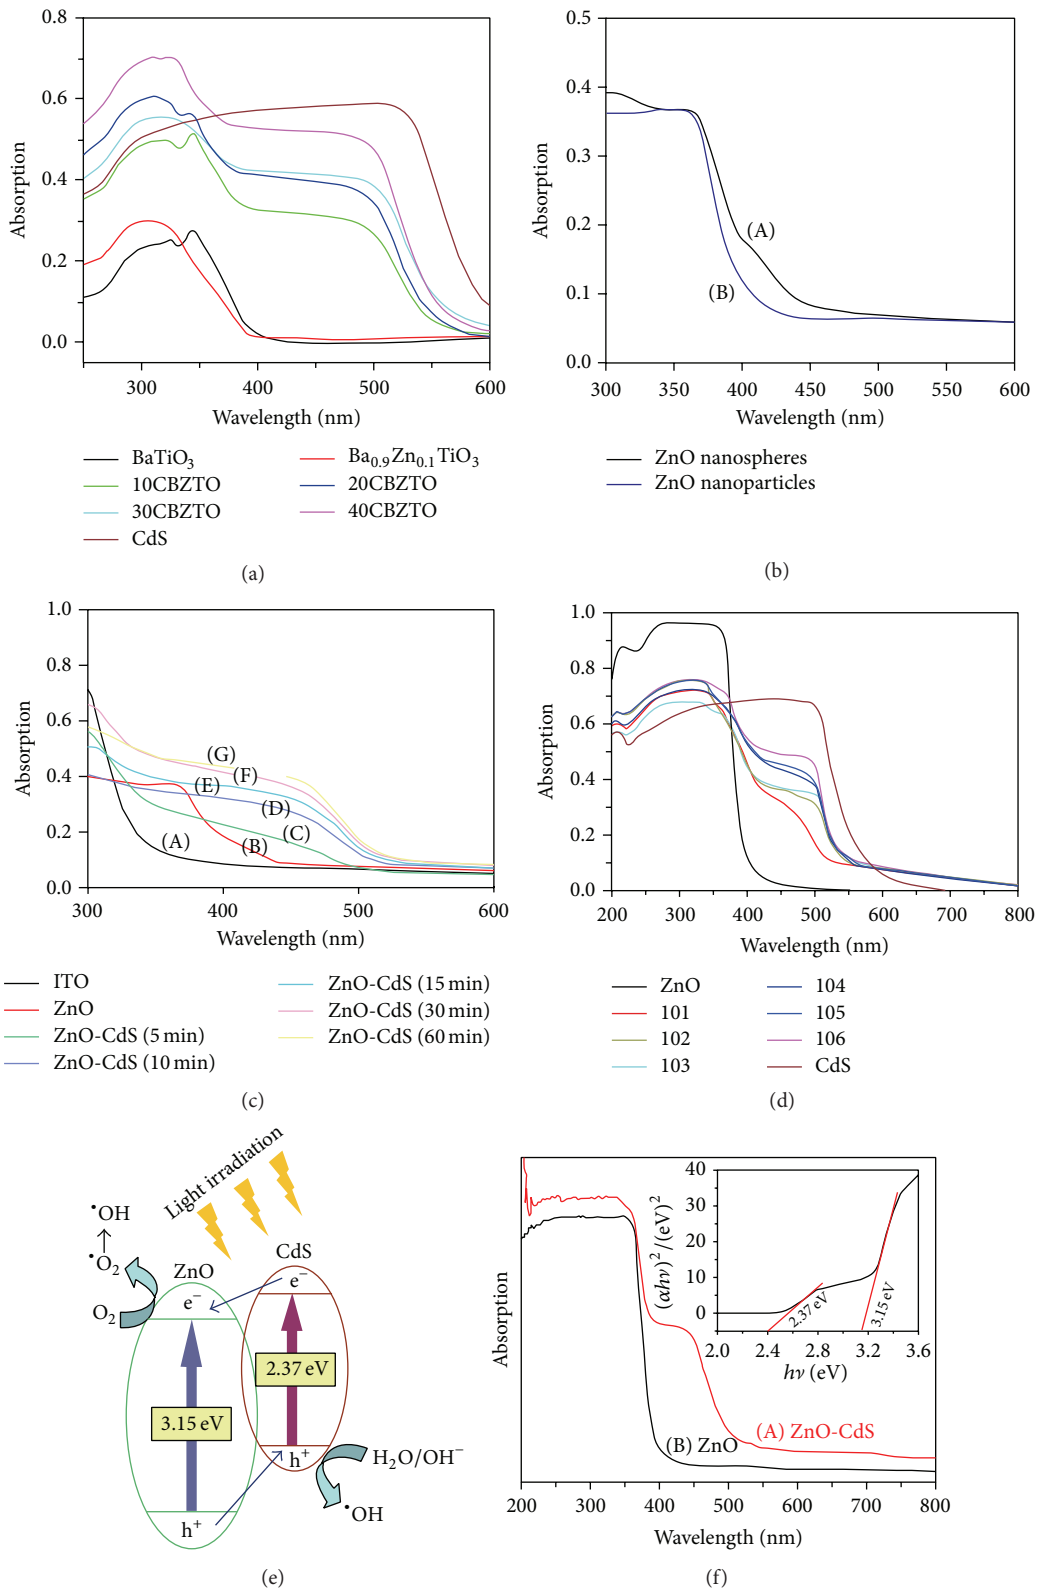 0.8
0.6
0.4
0.2
0.0
Absorption
300 400 500 600
Wavelength (nm)
BaTiO₃
Ba₀.₉Zn₀.₁TiO₃
10CBZTO
20CBZTO
30CBZTO
40CBZTO
CdS
(a)
0.5
0.4
0.3
0.2
0.1
0.0
Absorption
(A)
(B)
300 350 400 450 500 550 600
Wavelength (nm)
ZnO nanospheres
ZnO nanoparticles
(b)
1.0
0.8
0.6
0.4
0.2
0.0
Absorption
(G)
(F)
(E)
(D)
(C)
(A)
(B)
300 400 500 600
Wavelength (nm)
ITO
ZnO
ZnO-CdS (5 min)
ZnO-CdS (10 min)
ZnO-CdS (15 min)
ZnO-CdS (30 min)
ZnO-CdS (60 min)
(c)
1.0
0.8
0.6
0.4
0.2
0.0
Absorption
200 300 400 500 600 700 800
Wavelength (nm)
ZnO
101
102
103
104
105
106
CdS
(d)
Light irradiation
•OH
•O₂
O₂
ZnO
CdS
e⁻
e⁻
2.37 eV
3.15 eV
h⁺
h⁺
H₂O/OH⁻
•OH
(e)
Absorption
40
30
20
10
0
(αhν)²/(eV)²
2.37 eV
3.15 eV
2.0 2.4 2.8 3.2 3.6
hν (eV)
(A) ZnO-CdS
(B) ZnO
200 300 400 500 600 700 800
Wavelength (nm)
(f)